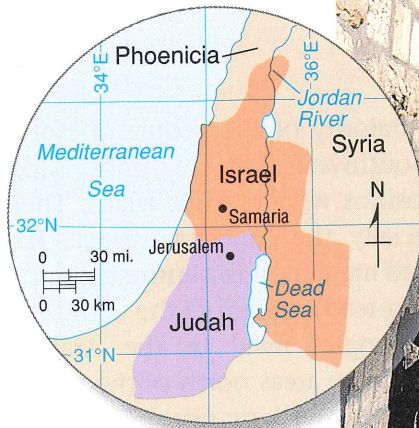 34°E
Phoenicia
36°E
Jordan
River
Mediterranean
Sea
Syria
Israel
N
Samaria
32°N
Jerusalem
0 30 mi.
0 30 km
Dead
Sea
Judah
31°N